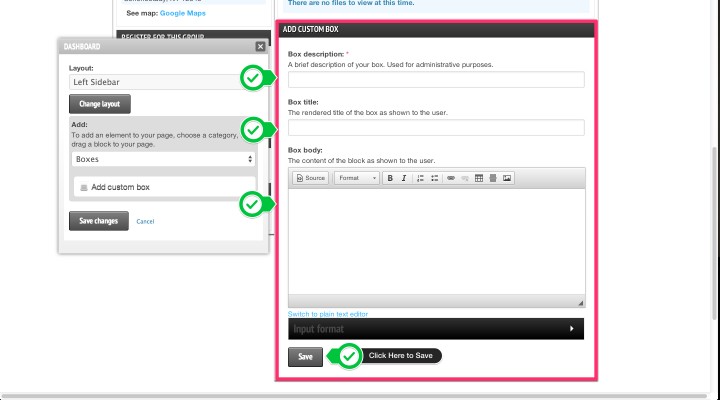 There are no files to view at this time.
See map: Google Maps
REGISTER FOR THIS GROUP
DASHBOARD
Layout:
Left Sidebar
Change layout
Add:
To add an element to your page, choose a category,
drag a block to your page.
Boxes
Add custom box
Save changes
Cancel
ADD CUSTOM BOX
Box description: *
A brief description of your box. Used for administrative purposes.
Box title:
The rendered title of the box as shown to the user.
Box body:
The content of the block as shown to the user.
Source Format B I
Switch to plain text editor
Input format
Save
Click Here to Save